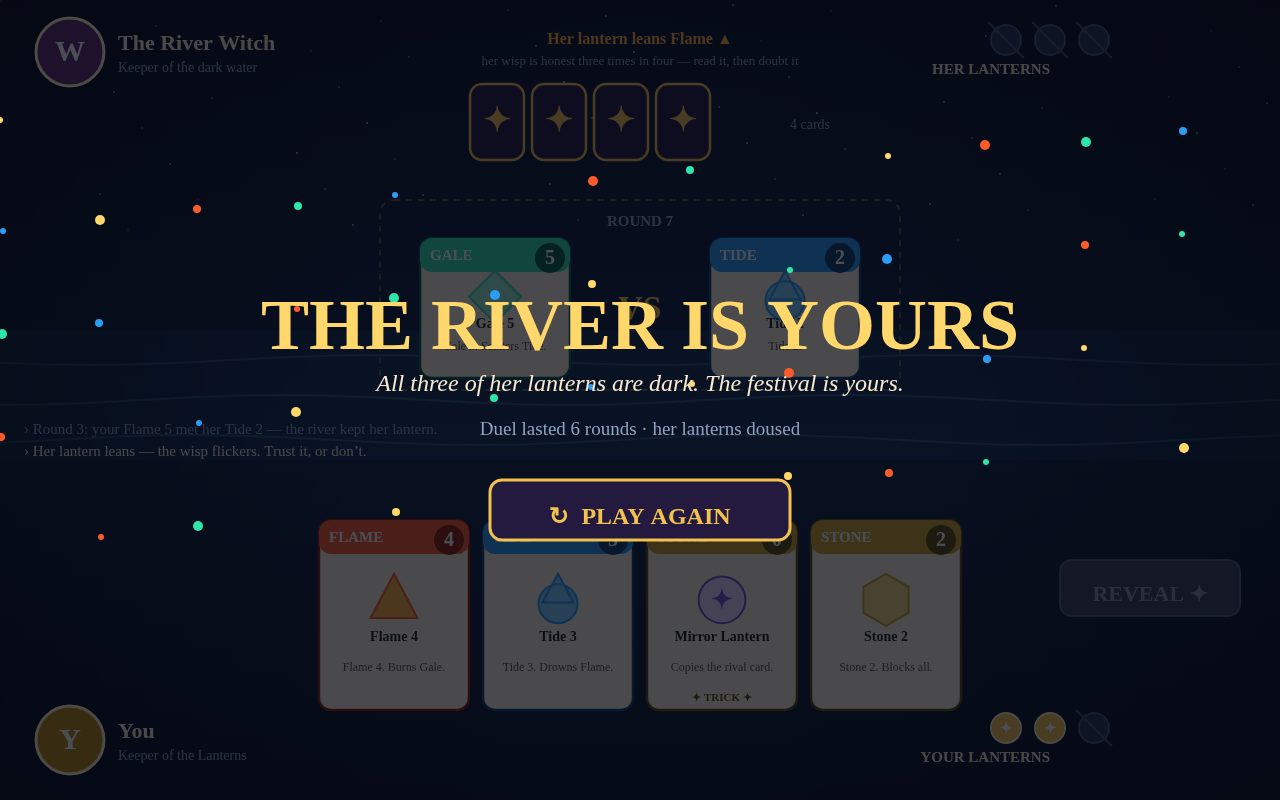 W
The River Witch
Keeper of the dark water
Her lantern leans Flame ▲
her wisp is honest three times in four — read it, then doubt it
HER LANTERNS
4 cards
ROUND 7
GALE 5
TIDE 2
VS
Gale 5
THE RIVER IS YOURS
All three of her lanterns are dark. The festival is yours.
Duel lasted 6 rounds · her lanterns doused
› Round 3: your Flame 5 met her Tide 2 — the river kept her lantern.
› Her lantern leans — the wisp flickers. Trust it, or don’t.
↻ PLAY AGAIN
FLAME 4
Flame 4
Flame 4. Burns Gale.
Tide 3
Tide 3. Drowns Flame.
Mirror Lantern
Copies the rival card.
✦ TRICK ✦
STONE 2
Stone 2
Stone 2. Blocks all.
REVEAL ✦
Y
You
Keeper of the Lanterns
YOUR LANTERNS